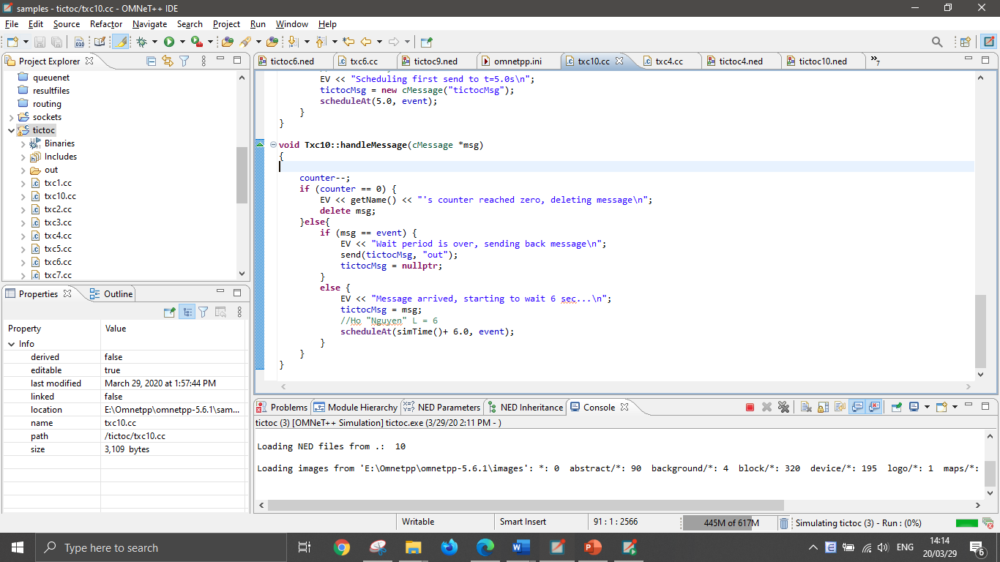 samples - tictoc/txc10.cc - OMNeT++ IDE
File Edit Source Refactor Navigate Search Project Run Window Help
Project Explorer
queuenet
resultfiles
routing
sockets
tictoc
Binaries
Includes
out
txc1.cc
txc10.cc
txc2.cc
txc3.cc
txc4.cc
txc5.cc
txc6.cc
txc7.cc
Properties Outline
Property Value
Info
derived false
editable true
last modified March 29, 2020 at 1:57:44 PM
linked false
location E:\Omnetpp\omnetpp-5.6.1\sam...
name txc10.cc
path /tictoc/txc10.cc
size 3,109 bytes
tictoc6.ned txc6.cc tictoc9.ned omnetpp.ini txc10.cc txc4.cc tictoc4.ned tictoc10.ned »7
EV << "Scheduling first send to t=5.0s\n";
tictocMsg = new cMessage("tictocMsg");
scheduleAt(5.0, event);
}
}
void Txc10::handleMessage(cMessage *msg)
{
counter--;
if (counter == 0) {
EV << getName() << "'s counter reached zero, deleting message\n";
delete msg;
}else{
if (msg == event) {
EV << "Wait period is over, sending back message\n";
send(tictocMsg, "out");
tictocMsg = nullptr;
}
else {
EV << "Message arrived, starting to wait 6 sec...\n";
tictocMsg = msg;
//Ho "Nguyen" L = 6
scheduleAt(simTime()+ 6.0, event);
}
}
}
Problems Module Hierarchy NED Parameters NED Inheritance Console
tictoc (3) [OMNeT++ Simulation] tictoc.exe (3/29/20 2:11 PM - )
Loading NED files from .: 10
Loading images from 'E:\Omnetpp\omnetpp-5.6.1\images': *: 0 abstract/*: 90 background/*: 4 block/*: 320 device/*: 195 logo/*: 1 maps/*:
Writable Smart Insert 91 : 1 : 2566 445M of 617M Simulating tictoc (3) - Run : (0%)
Type here to search
ENG
14:14
20/03/29
6